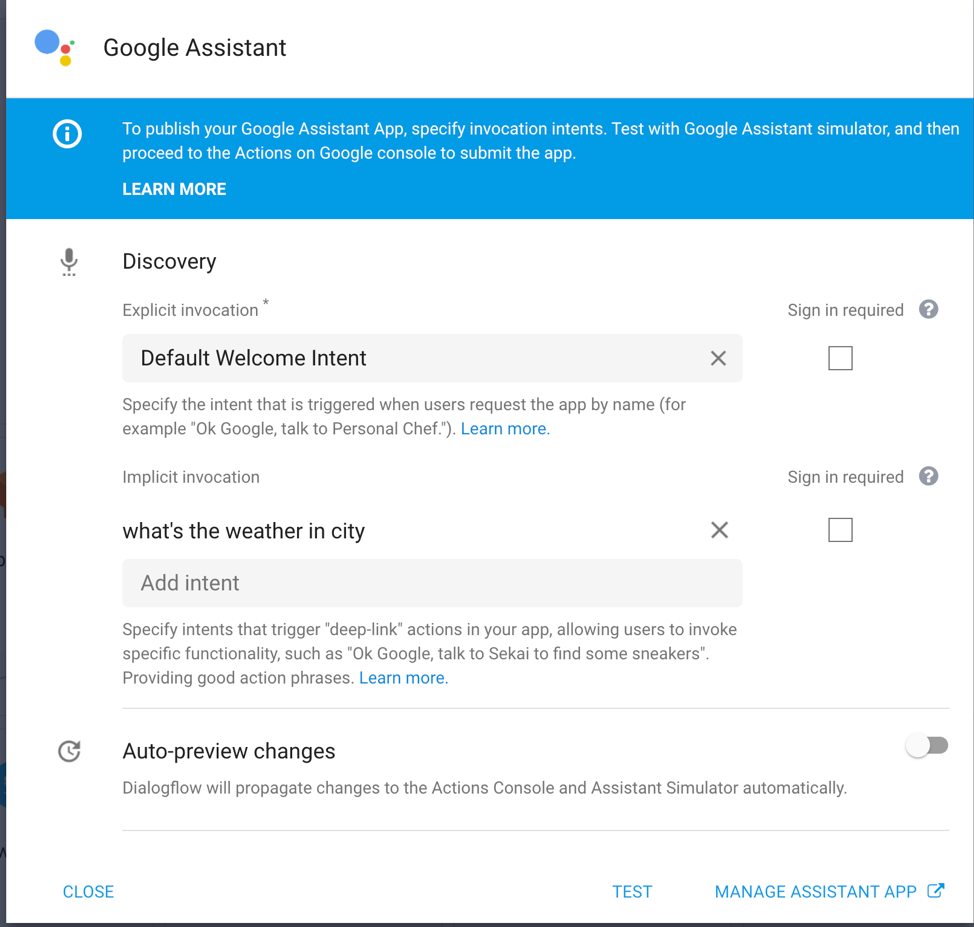 Google Assistant
To publish your Google Assistant App, specify invocation intents. Test with Google Assistant simulator, and then
proceed to the Actions on Google console to submit the app.
LEARN MORE
Discovery
Explicit invocation *
Sign in required
Default Welcome Intent
Specify the intent that is triggered when users request the app by name (for
example "Ok Google, talk to Personal Chef."). Learn more.
Implicit invocation
Sign in required
what's the weather in city
Add intent
Specify intents that trigger "deep-link" actions in your app, allowing users to invoke
specific functionality, such as "Ok Google, talk to Sekai to find some sneakers".
Providing good action phrases. Learn more.
Auto-preview changes
Dialogflow will propagate changes to the Actions Console and Assistant Simulator automatically.
CLOSE
TEST
MANAGE ASSISTANT APP